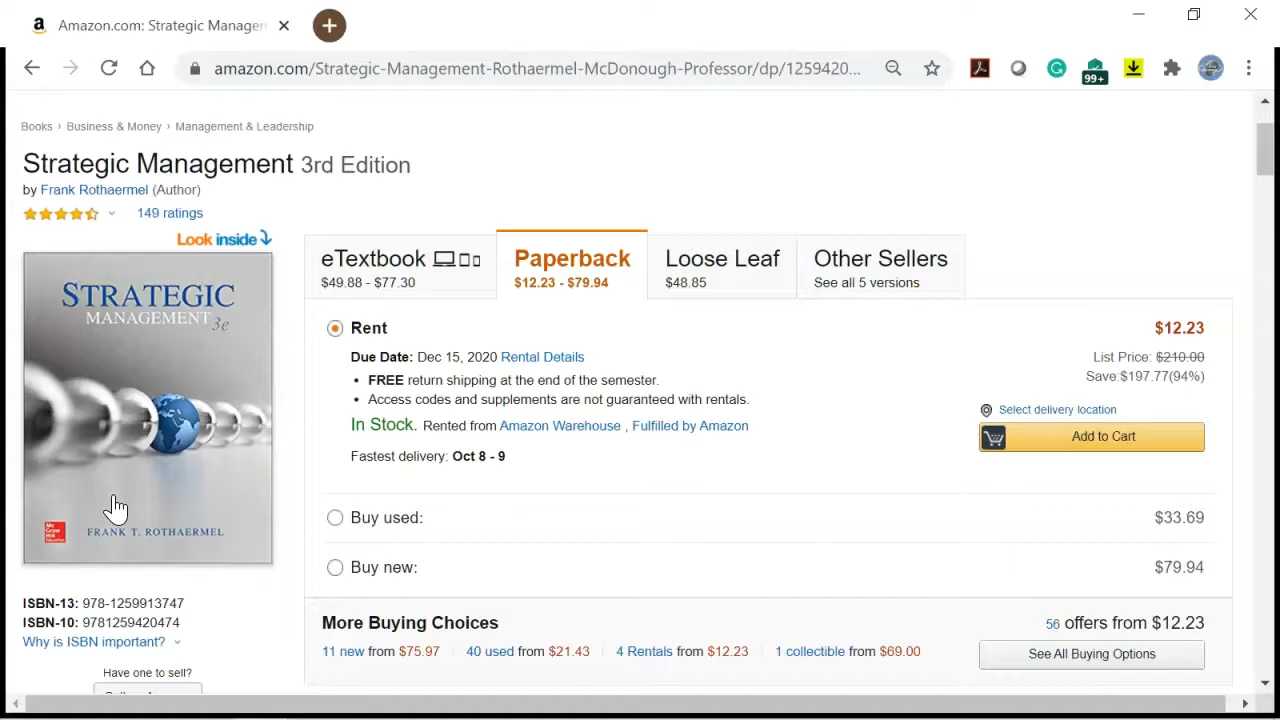 a Amazon.com: Strategic Managen
amazon.com/Strategic-Management-Rothaermel-McDonough-Professor/dp/1259420...
99+
Books › Business & Money › Management & Leadership
Strategic Management 3rd Edition
by Frank Rothaermel (Author)
149 ratings
Look inside
STRATEGIC
MANAGEMENT 3e
Mc
Graw
Hill
Education
FRANK T. ROTHAERMEL
ISBN-13: 978-1259913747
ISBN-10: 9781259420474
Why is ISBN important?
Have one to sell?
eTextbook
$49.88 - $77.30
Paperback
$12.23 - $79.94
Loose Leaf
$48.85
Other Sellers
See all 5 versions
Rent
$12.23
Due Date: Dec 15, 2020 Rental Details
List Price: $210.00
Save:$197.77(94%)
• FREE return shipping at the end of the semester.
• Access codes and supplements are not guaranteed with rentals.
In Stock. Rented from Amazon Warehouse , Fulfilled by Amazon
Fastest delivery: Oct 8 - 9
Select delivery location
Add to Cart
Buy used:
$33.69
Buy new:
$79.94
More Buying Choices
56 offers from $12.23
11 new from $75.97
40 used from $21.43
4 Rentals from $12.23
1 collectible from $69.00
See All Buying Options